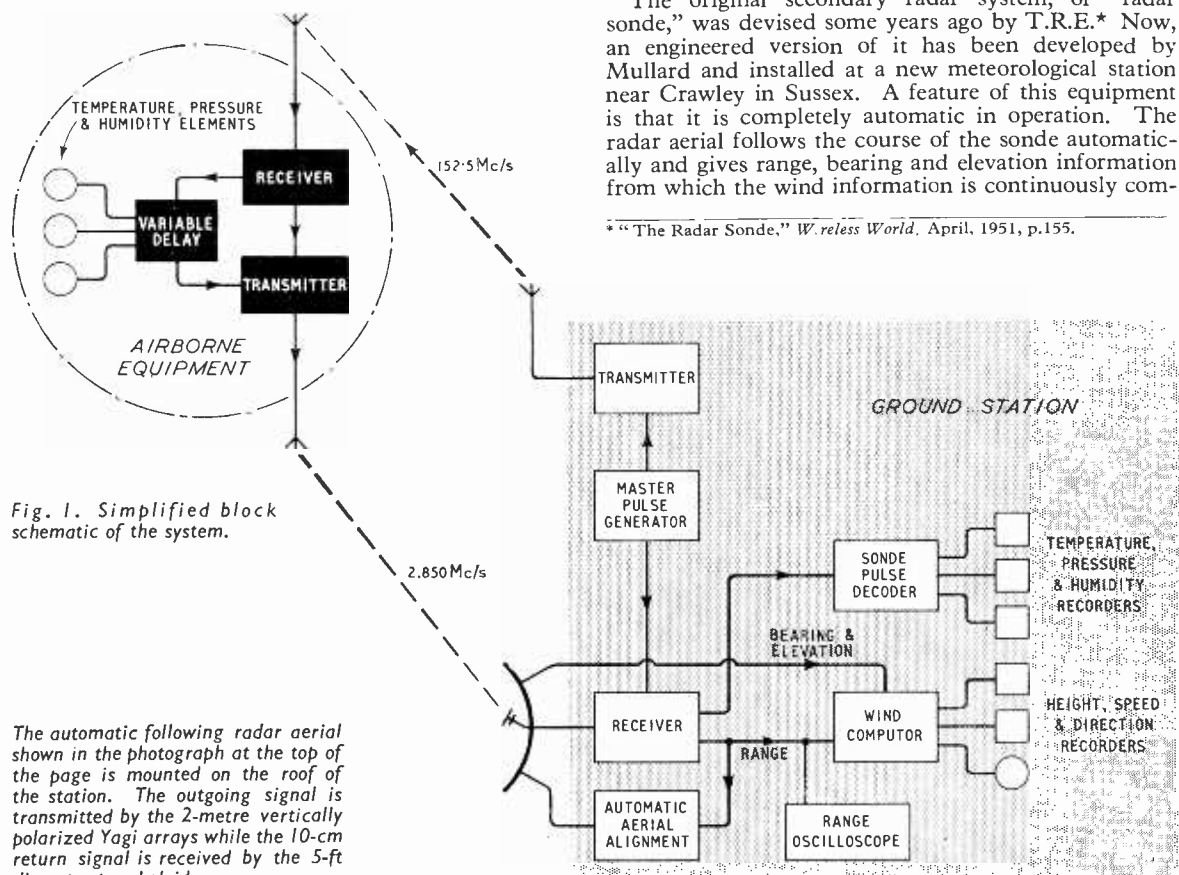 The original secondary radar system, or "radar
sonde," was devised some years ago by T.R.E.* Now,
an engineered version of it has been developed by
Mullard and installed at a new meteorological station
near Crawley in Sussex. A feature of this equipment
is that it is completely automatic in operation. The
radar aerial follows the course of the sonde automatic-
ally and gives range, bearing and elevation information
from which the wind information is continuously com-
* "The Radar Sonde," W.reless World, April, 1951, p.155.
TEMPERATURE, PRESSURE
& HUMIDITY ELEMENTS
RECEIVER
VARIABLE
DELAY
TRANSMITTER
AIRBORNE
EQUIPMENT
152·5Mc/s
2,850Mc/s
TRANSMITTER
GROUND STATION
MASTER
PULSE
GENERATOR
SONDE
PULSE
DECODER
TEMPERATURE,
PRESSURE
& HUMIDITY
RECORDERS
BEARING &
ELEVATION
RECEIVER
RANGE
WIND
COMPUTOR
HEIGHT, SPEED
& DIRECTION
RECORDERS
AUTOMATIC
AERIAL
ALIGNMENT
RANGE
OSCILLOSCOPE
Fig. 1. Simplified block
schematic of the system.
The automatic following radar aerial
shown in the photograph at the top of
the page is mounted on the roof of
the station. The outgoing signal is
transmitted by the 2-metre vertically
polarized Yagi arrays while the 10-cm
return signal is received by the 5-ft